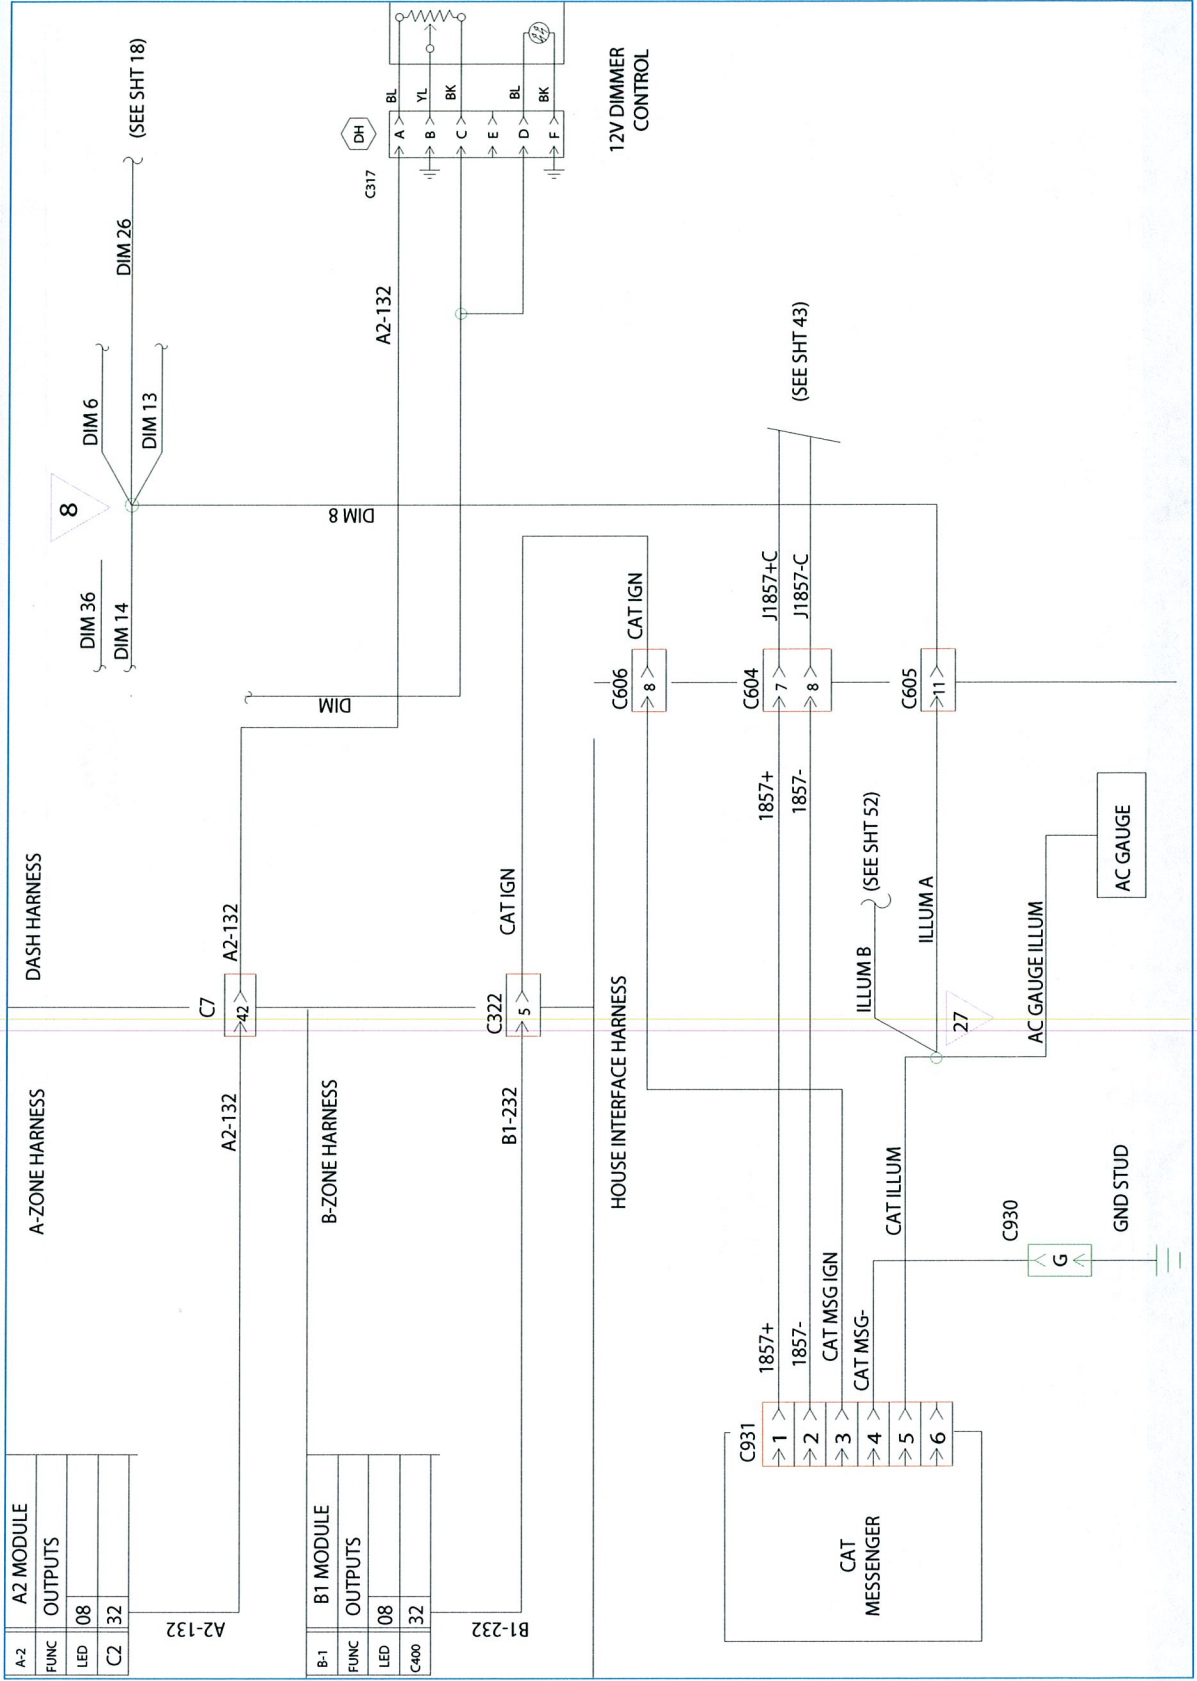 A-2
A2 MODULE
FUNC
OUTPUTS
LED
08
C2
32
A2-132
A-ZONE HARNESS
A2-132
C7
42
A2-132
DASH HARNESS
B-1
B1 MODULE
FUNC
OUTPUTS
LED
08
C400
32
B1-232
B-ZONE HARNESS
B1-232
C322
5
CAT IGN
DIM
DIM 36
DIM 14
8
DIM 6
DIM 13
DIM 26
(SEE SHT 18)
DIM 8
A2-132
C317
DH
A
B
C
E
D
F
BL
YL
BK
BL
BK
12V DIMMER
CONTROL
HOUSE INTERFACE HARNESS
C606
8
CAT IGN
C604
7
8
J1857+C
J1857-C
(SEE SHT 43)
C605
11
1857+
1857-
(SEE SHT 52)
ILLUM B
ILLUM A
27
AC GAUGE ILLUM
AC GAUGE
CAT
MESSENGER
C931
1
2
3
4
5
6
1857+
1857-
CAT MSG IGN
CAT MSG-
CAT ILLUM
C930
G
GND STUD